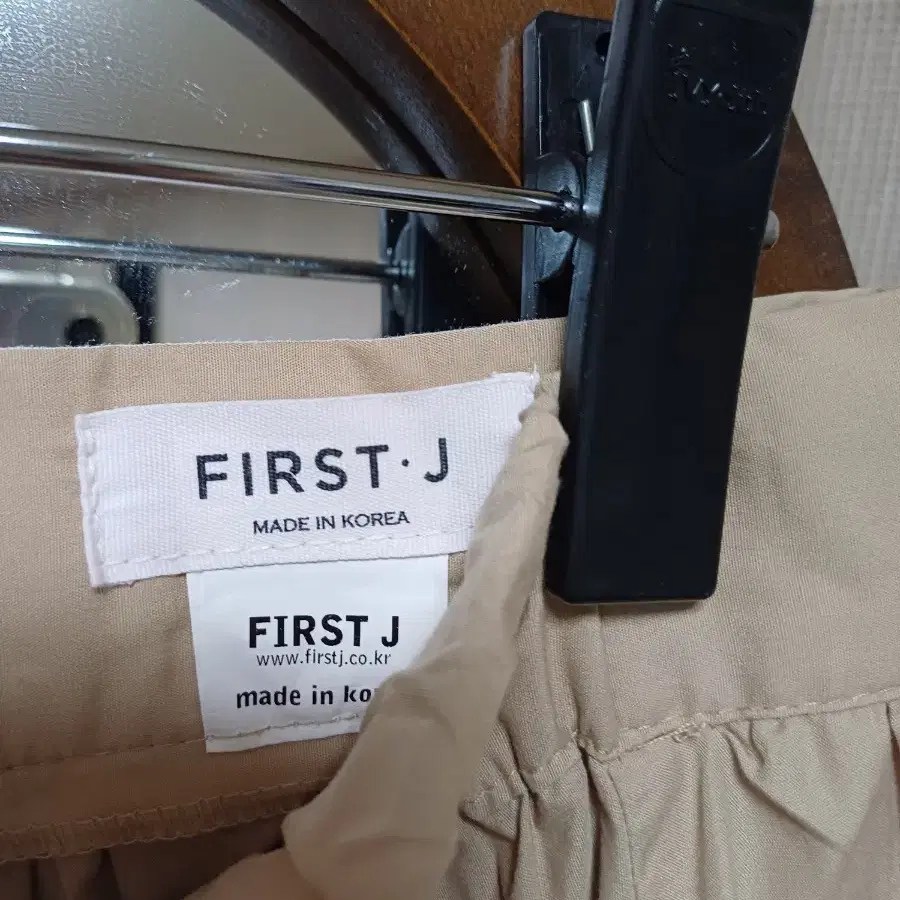 FIRST·J
MADE IN KOREA
FIRST J
www.firstj.co.kr
made in ko